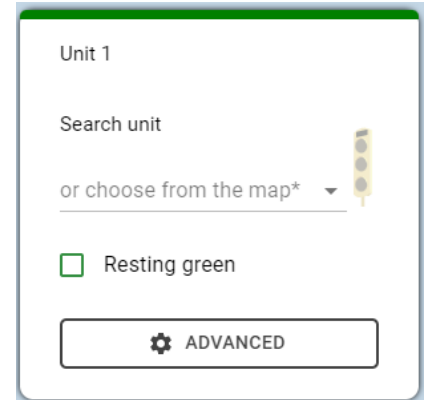 Unit 1
Search unit
or choose from the map*
Resting green
ADVANCED